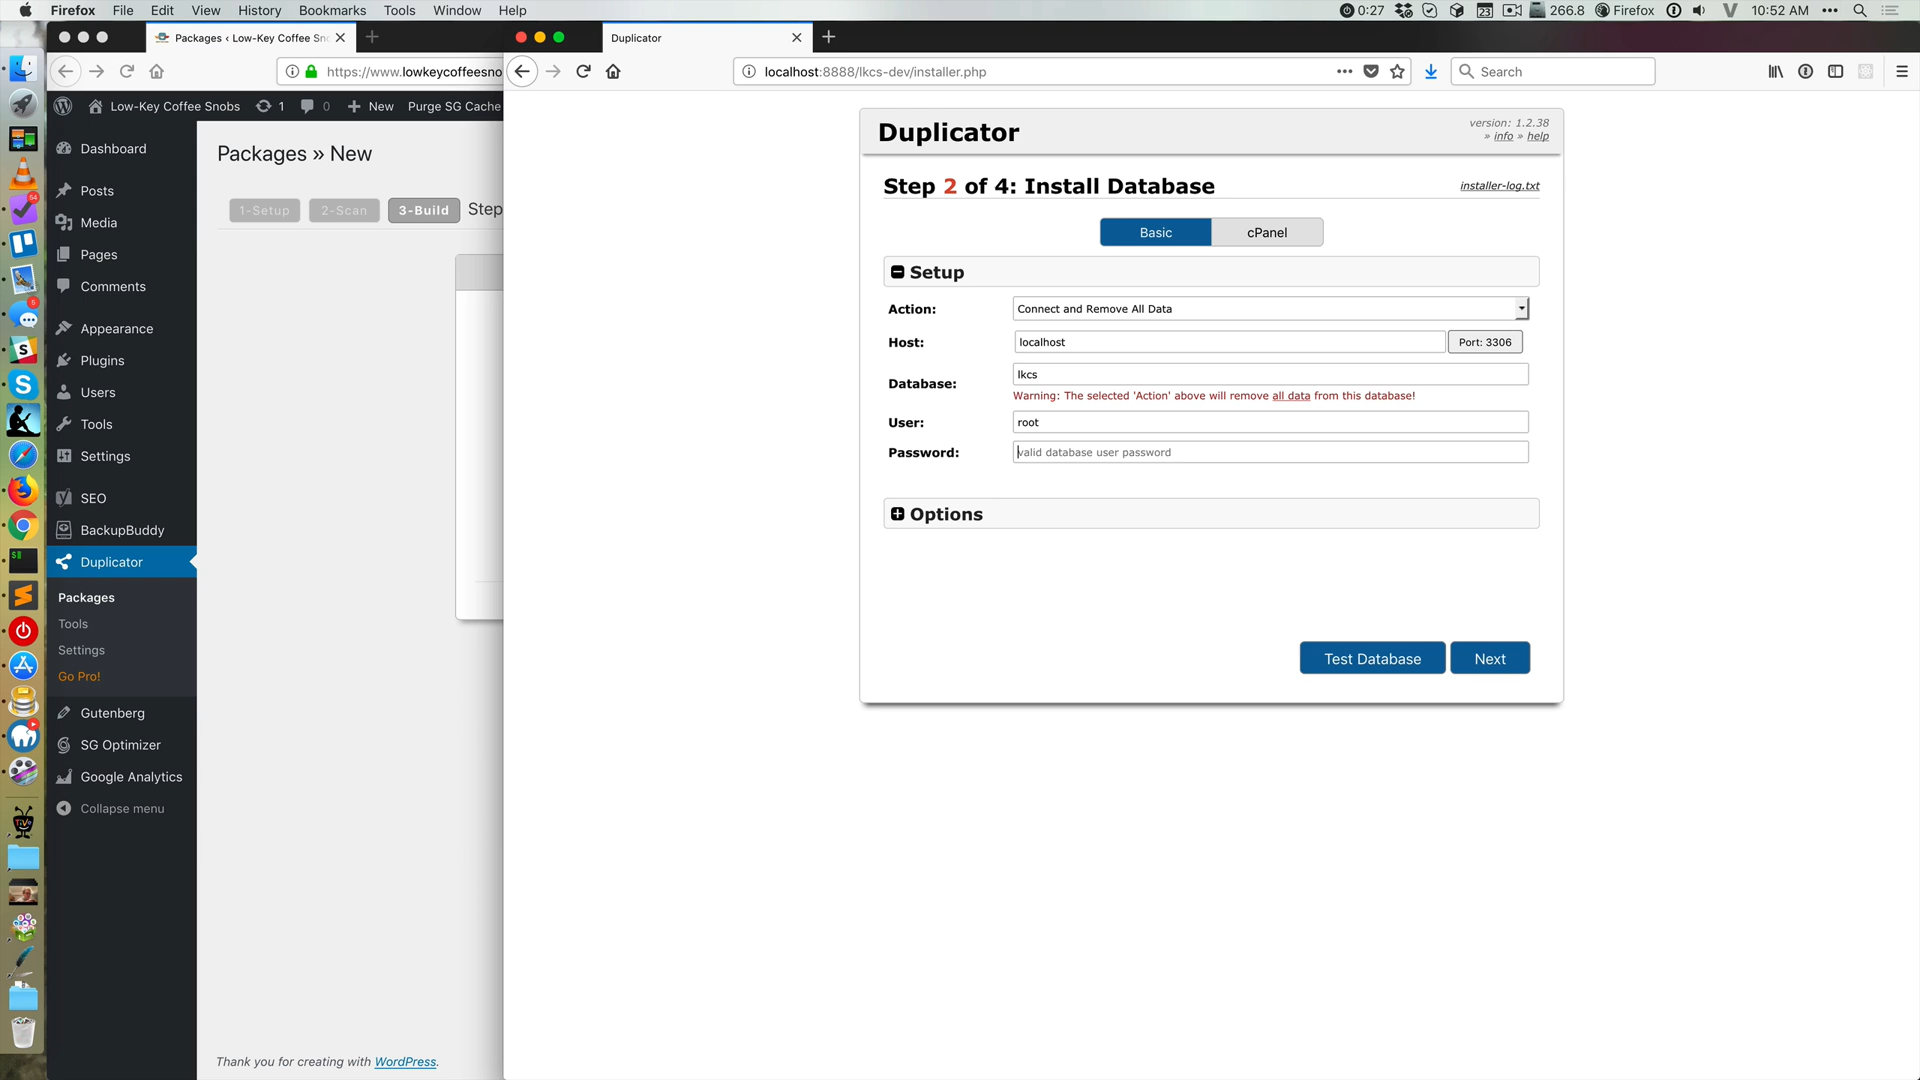 Firefox File Edit View History Bookmarks Tools Window Help
0:27 23 266.8 Firefox 10:52 AM
Packages ‹ Low-Key Coffee Sn
https://www.lowkeycoffeesno
Low-Key Coffee Snobs 1 0 New Purge SG Cache
Dashboard
Posts
Media
Pages
Comments
Appearance
Plugins
Users
Tools
Settings
SEO
BackupBuddy
Duplicator
Packages
Tools
Settings
Go Pro!
Gutenberg
SG Optimizer
Google Analytics
Collapse menu
Packages » New
1-Setup 2-Scan 3-Build Step
Thank you for creating with WordPress.
Duplicator
localhost:8888/lkcs-dev/installer.php
Search
Duplicator
version: 1.2.38
» info » help
Step 2 of 4: Install Database
installer-log.txt
Basic cPanel
Setup
Action: Connect and Remove All Data
Host: localhost Port: 3306
Database: lkcs
Warning: The selected 'Action' above will remove all data from this database!
User: root
Password: valid database user password
Options
Test Database Next